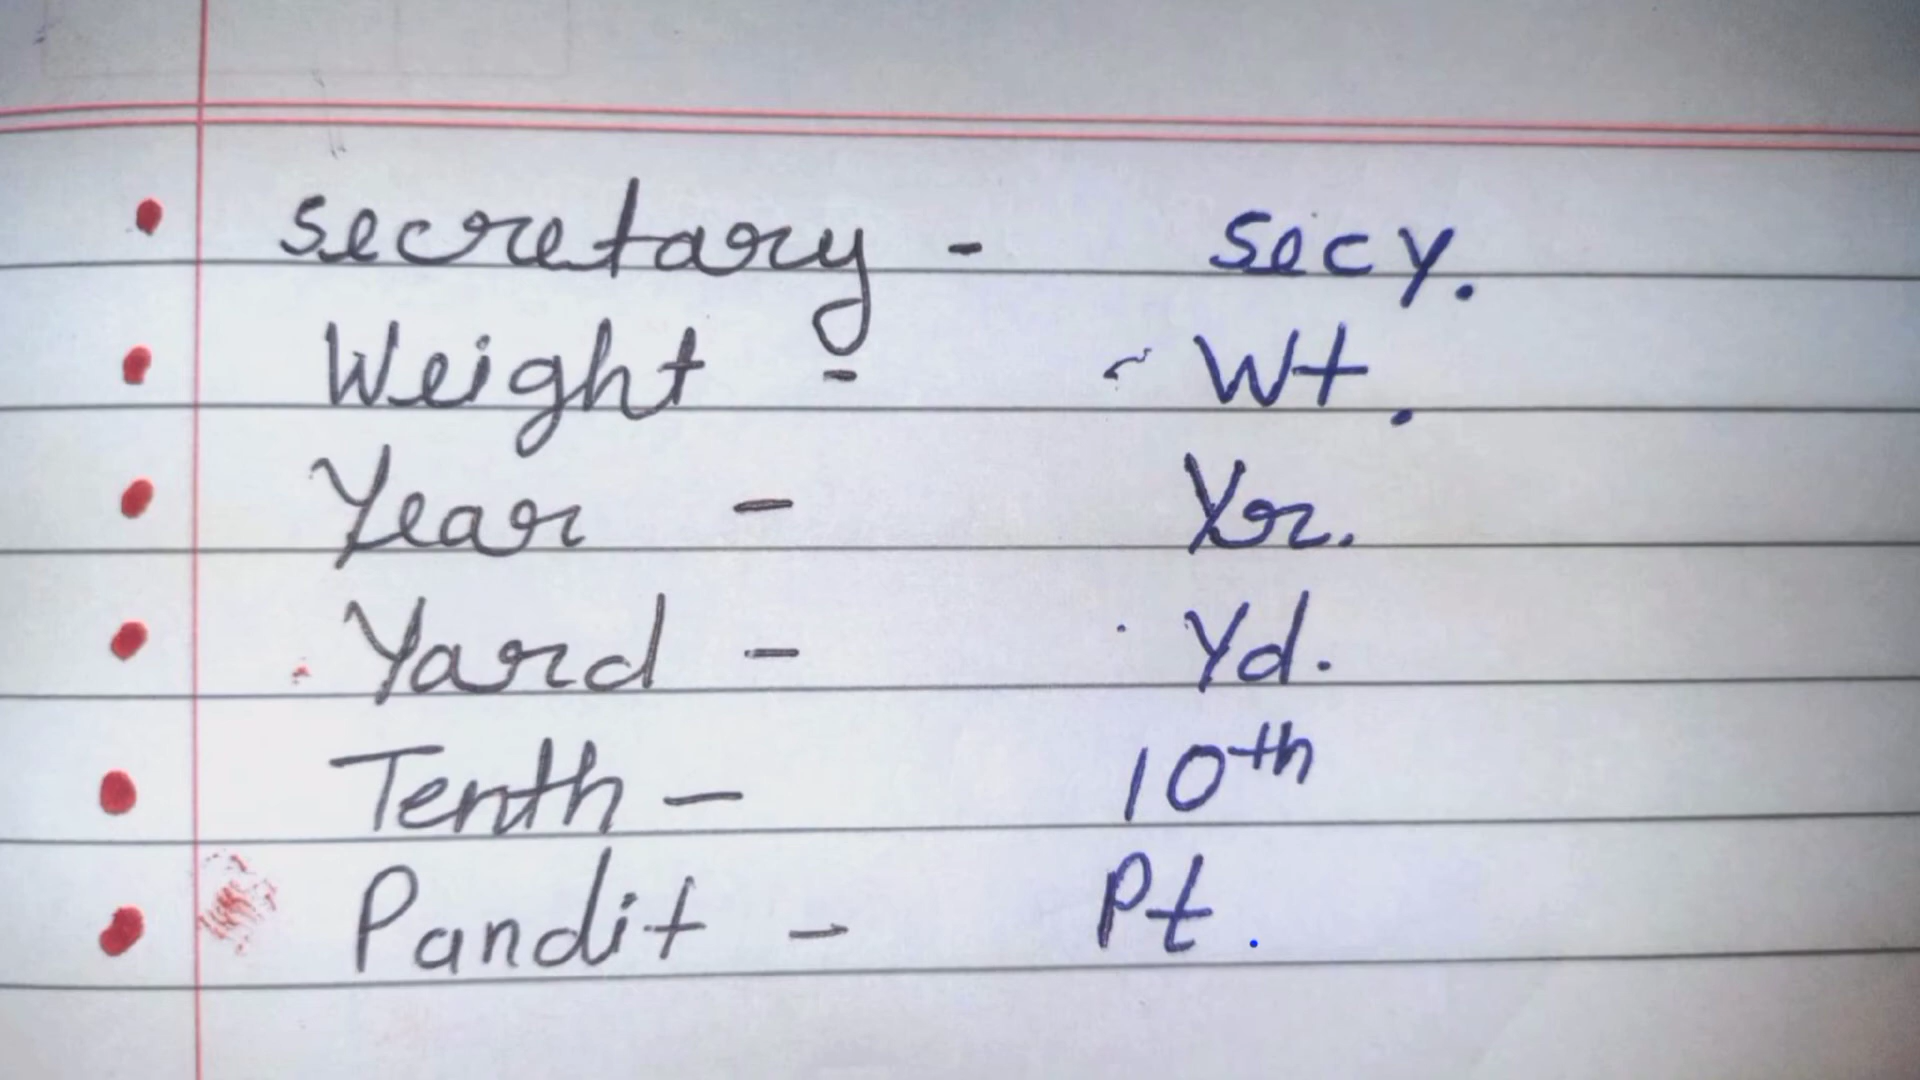 • secretary - secy.
• Weight - Wt.
• Year - Yr.
• Yard - Yd.
• Tenth - 10th
• Pandit - Pt.